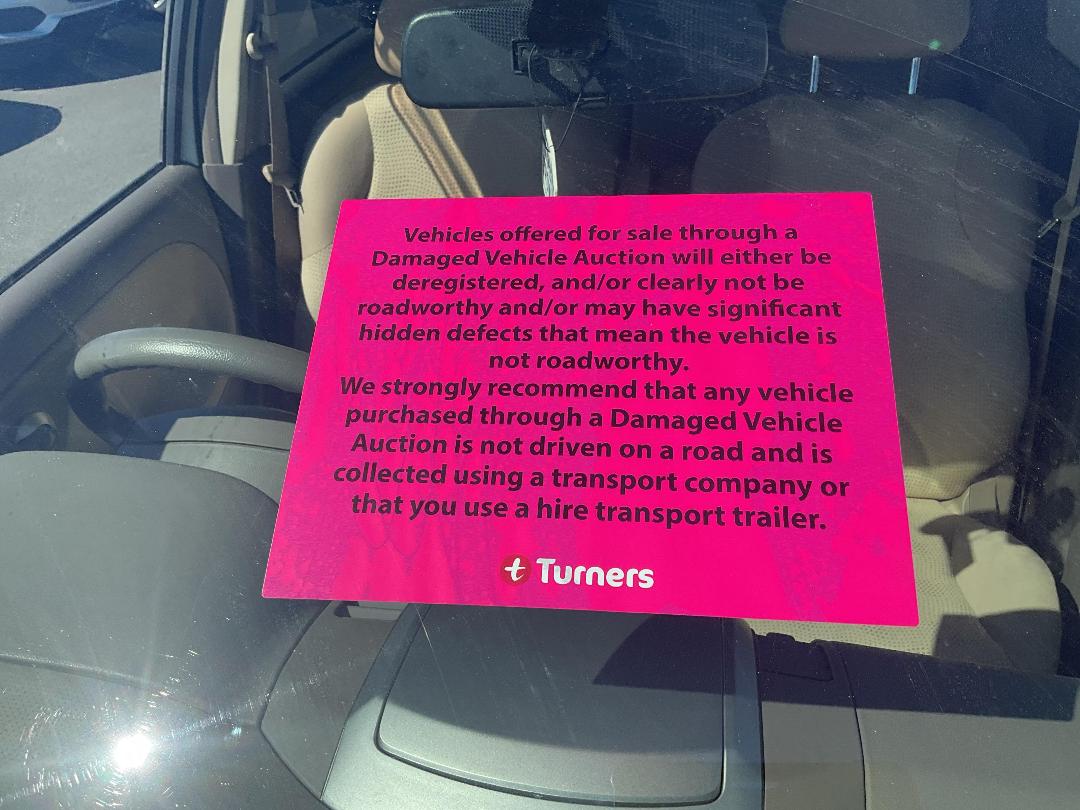 Vehicles offered for sale through a
Damaged Vehicle Auction will either be
deregistered, and/or clearly not be
roadworthy and/or may have significant
hidden defects that mean the vehicle is
not roadworthy.
We strongly recommend that any vehicle
purchased through a Damaged Vehicle
Auction is not driven on a road and is
collected using a transport company or
that you use a hire transport trailer.
t Turners